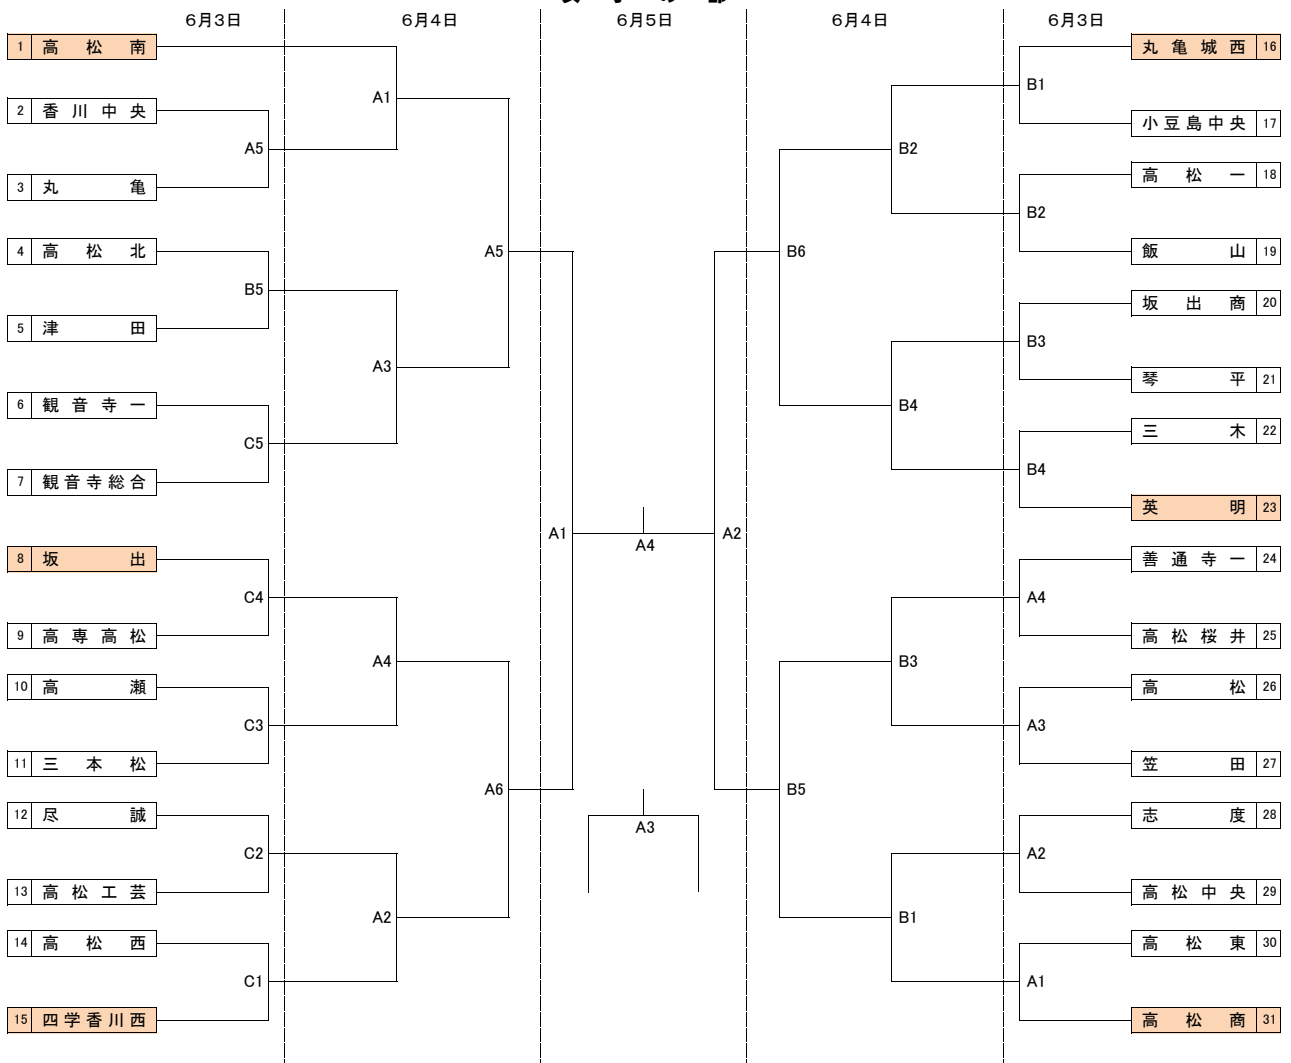 6月3日 6月4日 6月5日 6月4日 6月3日
1 高松南
2 香川中央
3 丸亀
4 高松北
5 津田
6 観音寺一
7 観音寺総合
8 坂出
9 高専高松
10 高瀬
11 三本松
12 尽誠
13 高松工芸
14 高松西
15 四学香川西
A5
B5
C5
C4
C3
C2
C1
A1
A3
A4
A2
A5
A6
A1
A4
A3
A2
B6
B5
B2
B4
B3
B1
B1
B2
B3
B4
A4
A3
A2
A1
丸亀城西 16
小豆島中央 17
高松一 18
飯山 19
坂出商 20
琴平 21
三木 22
英明 23
善通寺一 24
高松桜井 25
高松 26
笠田 27
志度 28
高松中央 29
高松東 30
高松商 31